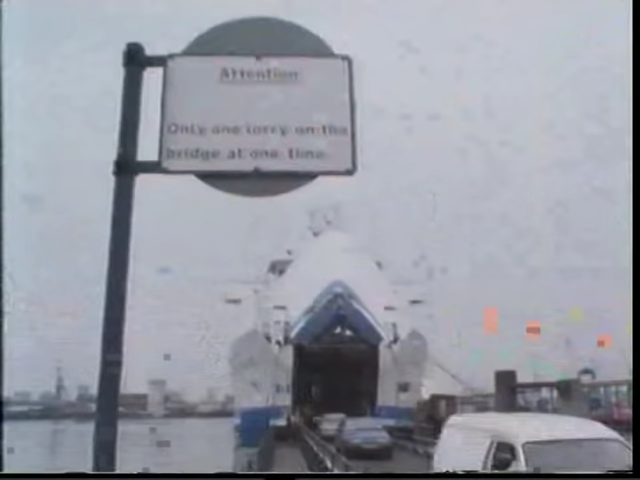 Attention
Only one lorry on the
bridge at one time.